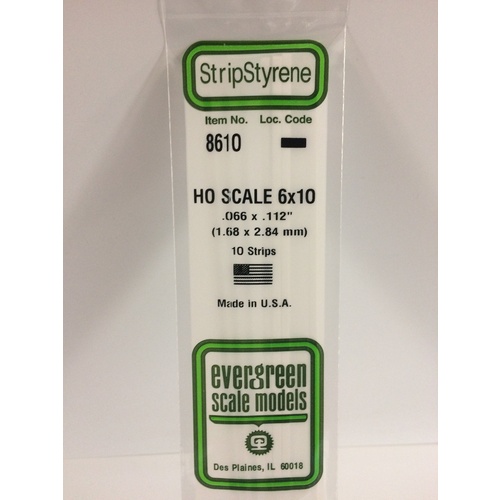 StripStyrene
Item No. Loc. Code
8610
HO SCALE 6x10
.066 x .112"
(1.68 x 2.84 mm)
10 Strips
Made in U.S.A.
evergreen
scale models
Des Plaines, IL 60018